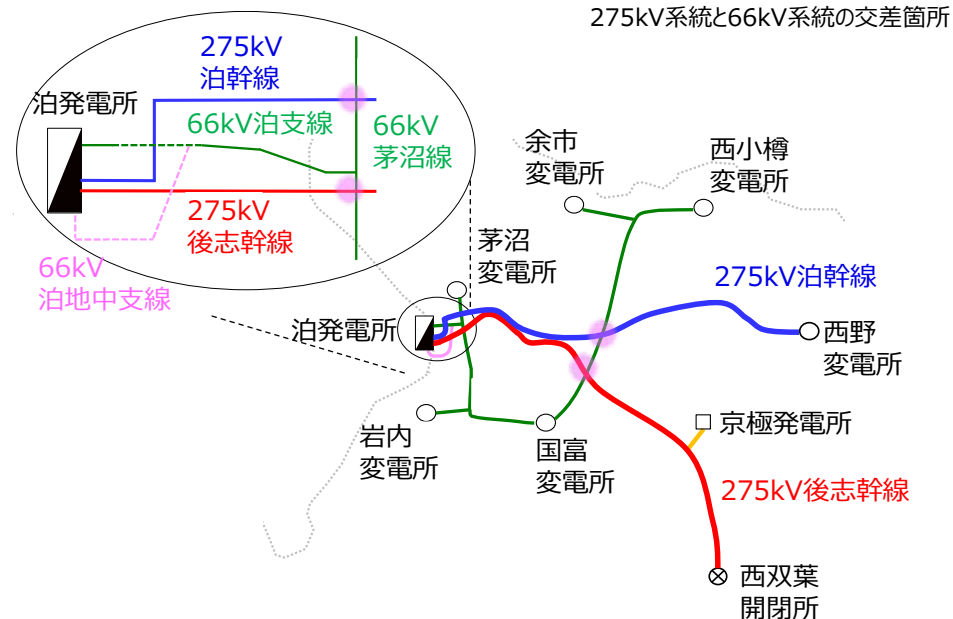 275kV系統と66kV系統の交差箇所
275kV
泊幹線
泊発電所
66kV泊支線
66kV
茅沼線
275kV
後志幹線
66kV
泊地中支線
余市
変電所
西小樽
変電所
茅沼
変電所
275kV泊幹線
泊発電所
西野
変電所
岩内
変電所
国富
変電所
京極発電所
275kV後志幹線
西双葉
開閉所